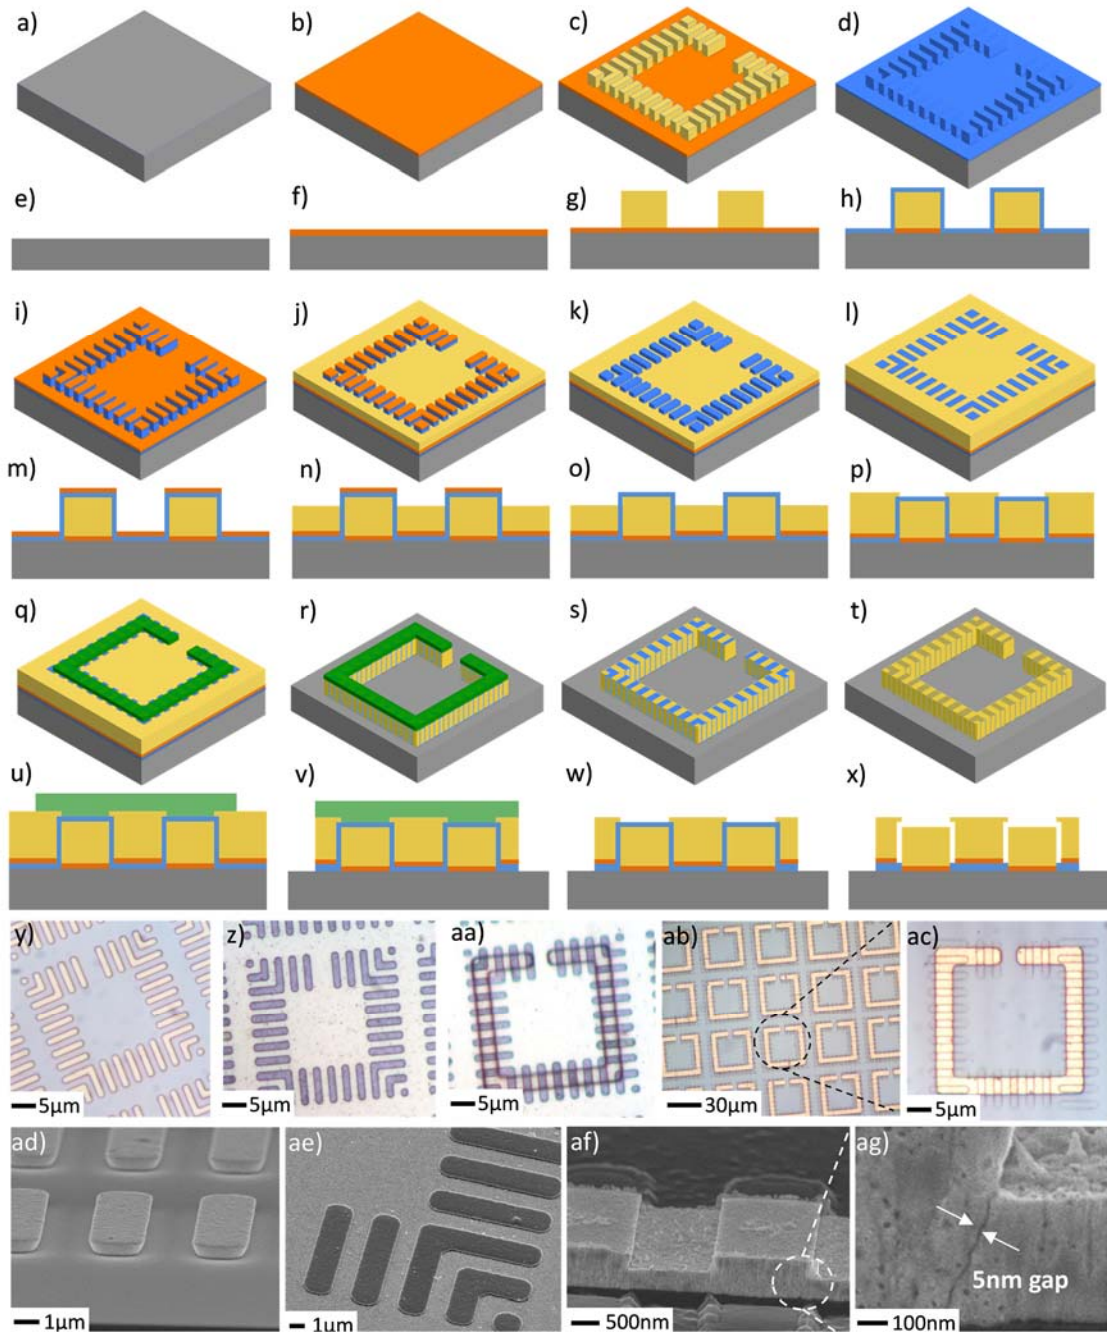 a) b) c) d)
e) f) g) h)
i) j) k) l)
m) n) o) p)
q) r) s) t)
u) v) w) x)
y) z) aa) ab) ac)
5µm 5µm 5µm 30µm 5µm
ad) ae) af) ag)
5nm gap
1µm 1µm 500nm 100nm